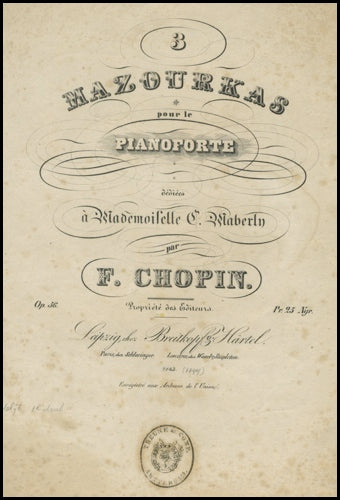 3
MAZOURKAS
pour le
PIANOFORTE
dédiées
à Mademoiselle C. Maberly
par
F. CHOPIN.
Op. 56. Propriété des Editeurs. Pr. 25 Ngr.
Leipzig, chez Breitkopf & Härtel.
Paris, chez Schlesinger. Londres, chez Wessel & Stapleton.
(1844)
Enregistré aux Archives de l'Union.